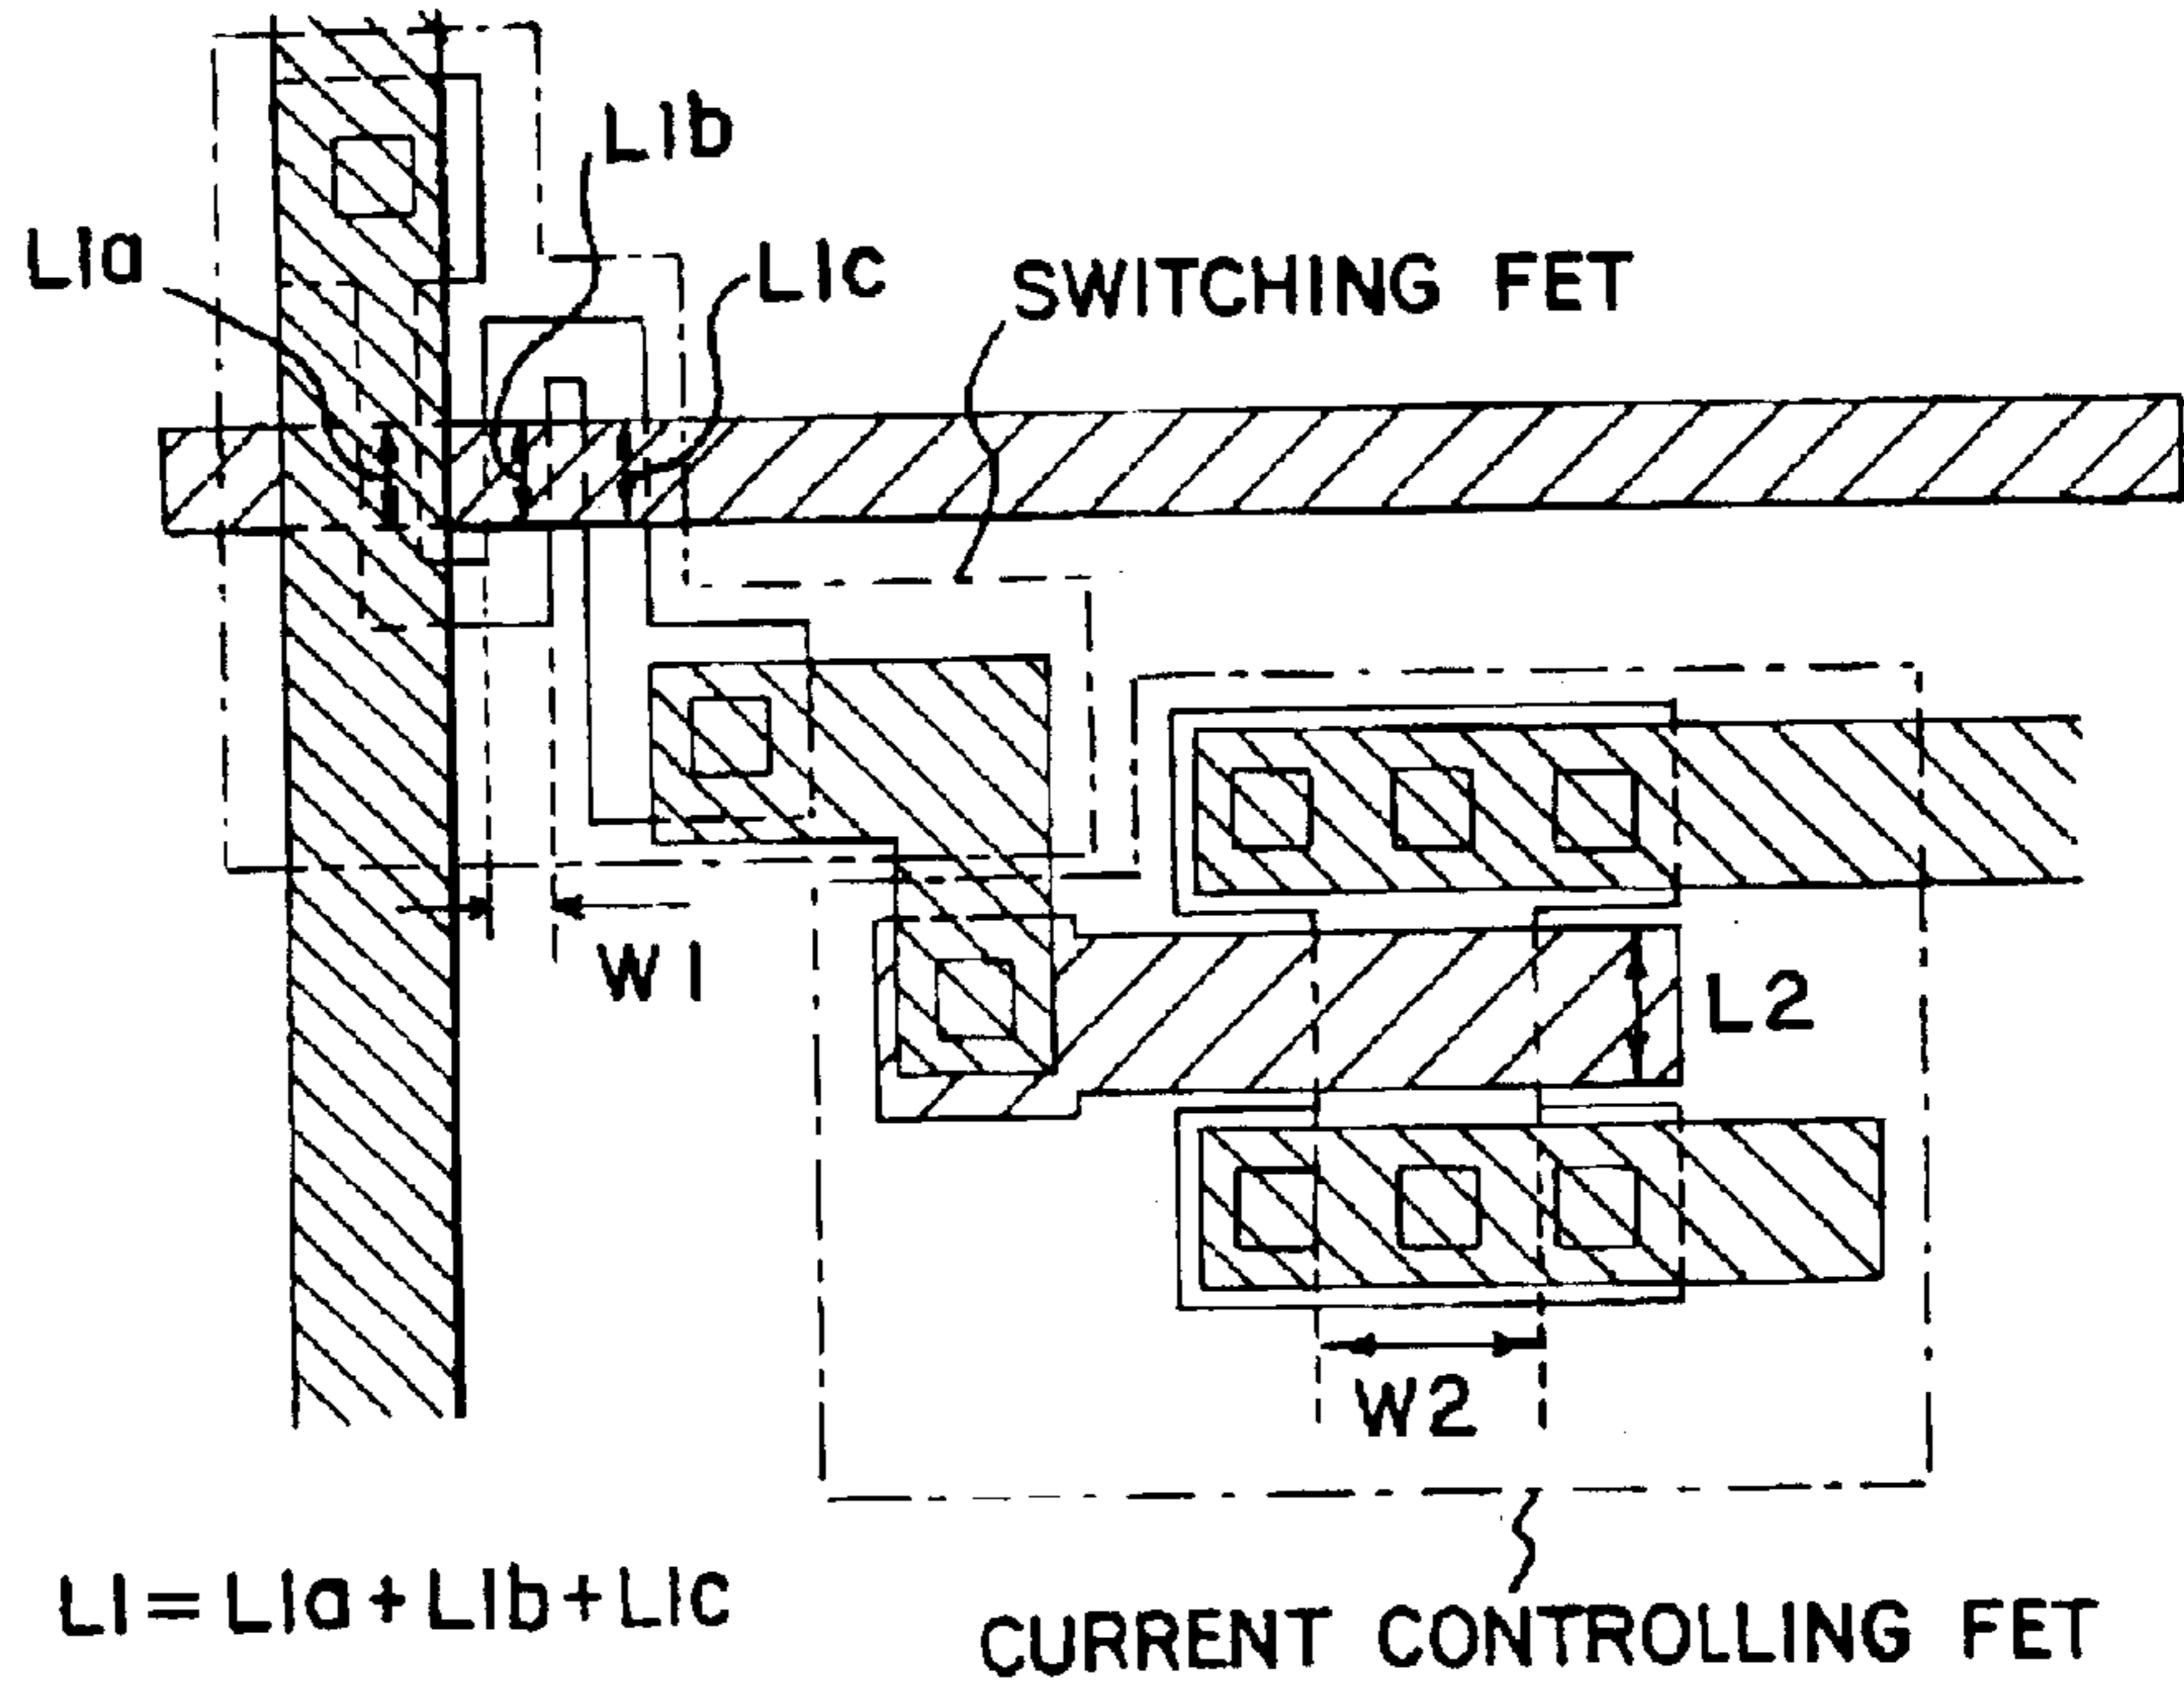 L1b
L1a
L1c
SWITCHING FET
W1
L2
W2
L1=L1a+L1b+L1c
CURRENT CONTROLLING FET